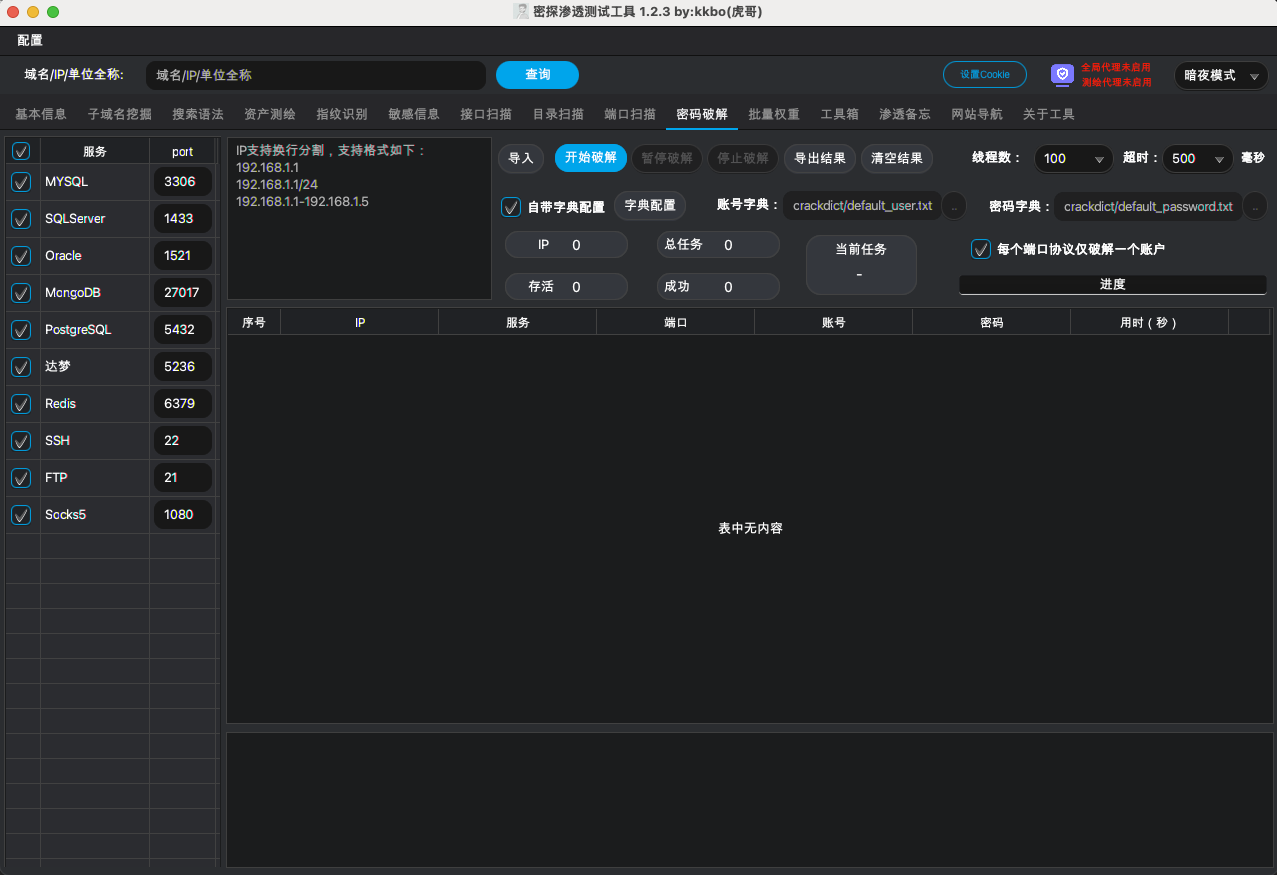 密探渗透测试工具 1.2.3 by:kkbo(虎哥)
配置
域名/IP/单位全称: 域名/IP/单位全称 查询 设置Cookie 全局代理未启用 暗夜模式
测绘代理未启用
基本信息 子域名挖掘 搜索语法 资产测绘 指纹识别 敏感信息 接口扫描 目录扫描 端口扫描 密码破解 批量权重 工具箱 渗透备忘 网站导航 关于工具
服务 port
MYSQL 3306
SQLServer 1433
Oracle 1521
MongoDB 27017
PostgreSQL 5432
达梦 5236
Redis 6379
SSH 22
FTP 21
Socks5 1080
IP支持换行分割，支持格式如下：
192.168.1.1
192.168.1.1/24
192.168.1.1-192.168.1.5
导入 开始破解 暂停破解 停止破解 导出结果 清空结果 线程数： 100 超时： 500 毫秒
自带字典配置 字典配置 账号字典： crackdict/default_user.txt .. 密码字典： crackdict/default_password.txt ..
IP 0 总任务 0 当前任务 每个端口协议仅破解一个账户
-
存活 0 成功 0 进度
序号 IP 服务 端口 账号 密码 用时（秒）
表中无内容